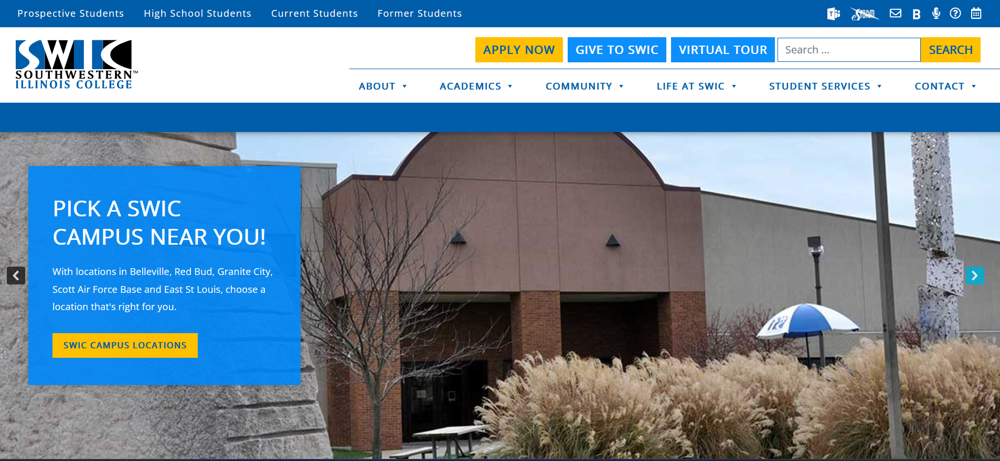 Prospective Students High School Students Current Students Former Students
T eStorm B
SWIC
SOUTHWESTERN™
ILLINOIS COLLEGE
APPLY NOW GIVE TO SWIC VIRTUAL TOUR Search ... SEARCH
ABOUT ACADEMICS COMMUNITY LIFE AT SWIC STUDENT SERVICES CONTACT
PICK A SWIC
CAMPUS NEAR YOU!
With locations in Belleville, Red Bud, Granite City,
Scott Air Force Base and East St Louis, choose a
location that's right for you.
SWIC CAMPUS LOCATIONS